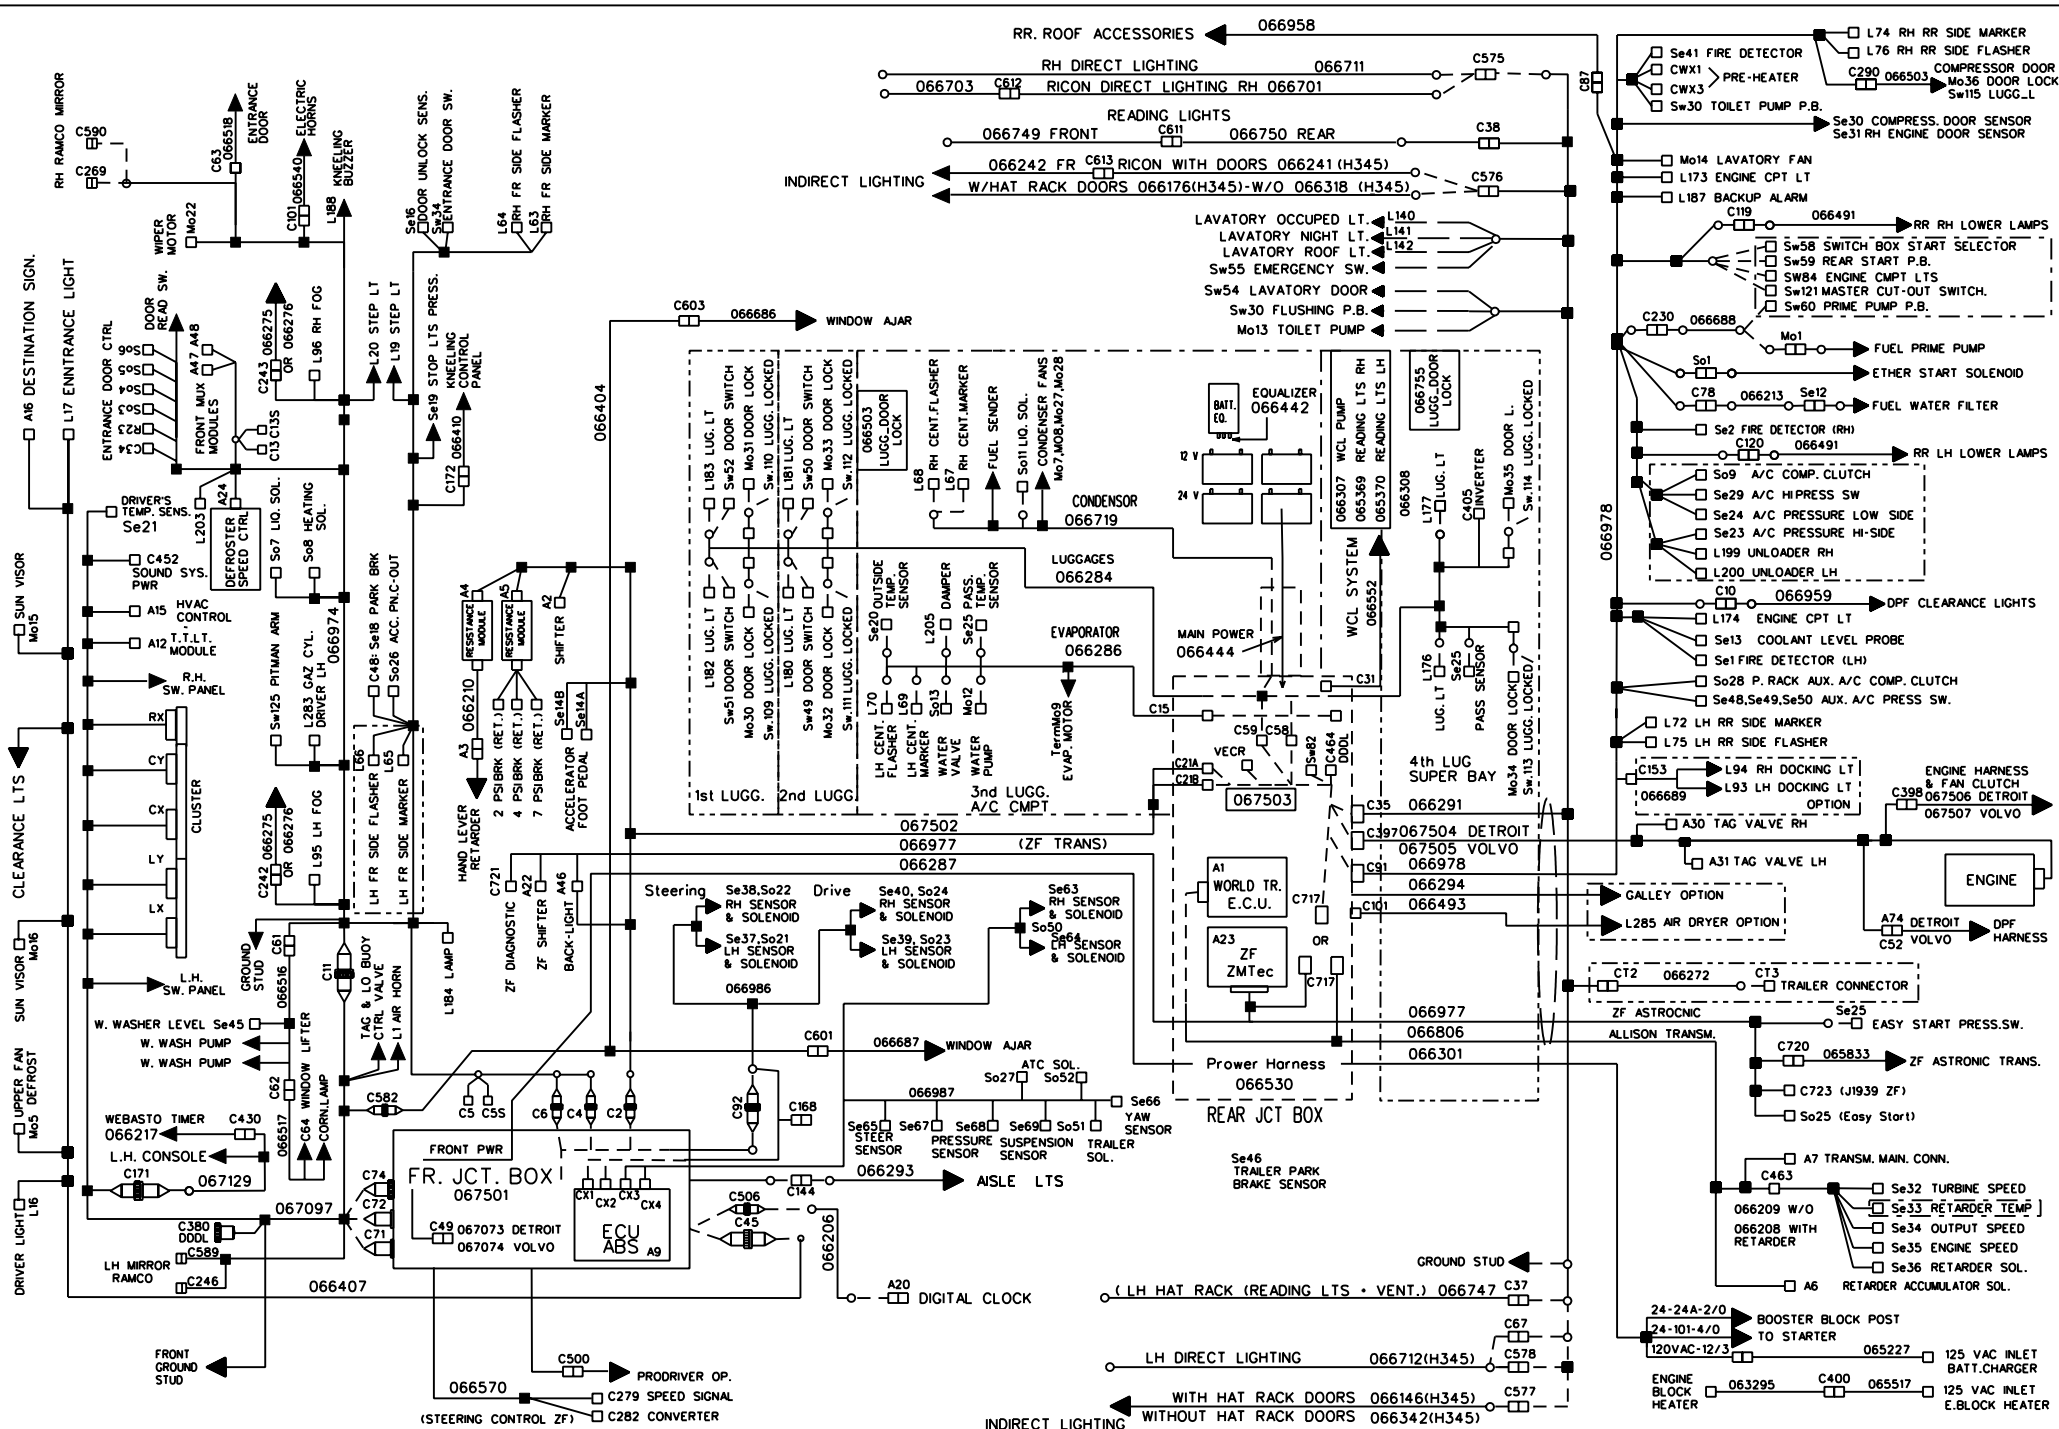 RR. ROOF ACCESSORIES
066958
RH DIRECT LIGHTING
066711
C575
066703
C612
RICON DIRECT LIGHTING RH 066701
READING LIGHTS
066749 FRONT
C611
066750 REAR
C38
066242 FR
C613
RICON WITH DOORS 066241 (H345)
INDIRECT LIGHTING
W/HAT RACK DOORS 066176(H345)-W/O 066318 (H345)
C576
LAVATORY OCCUPED LT.
L140
LAVATORY NIGHT LT.
L141
LAVATORY ROOF LT.
L142
Sw55 EMERGENCY SW.
Sw54 LAVATORY DOOR
Sw30 FLUSHING P.B.
Mo13 TOILET PUMP
C87
L74 RH RR SIDE MARKER
L76 RH RR SIDE FLASHER
Se41 FIRE DETECTOR
CWX1
PRE-HEATER
CWX3
Sw30 TOILET PUMP P.B.
C290
066503
COMPRESSOR DOOR
Mo36 DOOR LOCK
Sw115 LUGG_L
Se30 COMPRESS. DOOR SENSOR
Se31 RH ENGINE DOOR SENSOR
Mo14 LAVATORY FAN
L173 ENGINE CPT LT
L187 BACKUP ALARM
C119
066491
RR RH LOWER LAMPS
Sw58 SWITCH BOX START SELECTOR
Sw59 REAR START P.B.
SW84 ENGINE CMPT LTS
Sw121 MASTER CUT-OUT SWITCH.
Sw60 PRIME PUMP P.B.
C230
066688
Mo1
FUEL PRIME PUMP
So1
ETHER START SOLENOID
C78
066213
Se12
FUEL WATER FILTER
Se2 FIRE DETECTOR (RH)
C120
066491
RR LH LOWER LAMPS
So9 A/C COMP. CLUTCH
Se29 A/C HIPRESS SW
Se24 A/C PRESSURE LOW SIDE
Se23 A/C PRESSURE HI-SIDE
L199 UNLOADER RH
L200 UNLOADER LH
066978
C10
066959
DPF CLEARANCE LIGHTS
L174 ENGINE CPT LT
Se13 COOLANT LEVEL PROBE
Se1 FIRE DETECTOR (LH)
So28 P. RACK AUX. A/C COMP. CLUTCH
Se48,Se49,Se50 AUX. A/C PRESS SW.
L72 LH RR SIDE MARKER
L75 LH RR SIDE FLASHER
C153
L94 RH DOCKING LT
066689
L93 LH DOCKING LT
OPTION
ENGINE HARNESS
& FAN CLUTCH
C398
067506 DETROIT
067507 VOLVO
A30 TAG VALVE RH
A31 TAG VALVE LH
ENGINE
GALLEY OPTION
L285 AIR DRYER OPTION
A74
DETROIT
C52
VOLVO
DPF
HARNESS
CT2
066272
CT3
TRAILER CONNECTOR
ZF ASTROCNIC
Se25
EASY START PRESS.SW.
ALLISON TRANSM.
C720
065833
ZF ASTRONIC TRANS.
C723 (J1939 ZF)
So25 (Easy Start)
A7 TRANSM. MAIN. CONN.
C463
066209 W/O
066208 WITH
RETARDER
Se32 TURBINE SPEED
Se33 RETARDER TEMP
Se34 OUTPUT SPEED
Se35 ENGINE SPEED
Se36 RETARDER SOL.
A6
RETARDER ACCUMULATOR SOL.
24-24A-2/0
BOOSTER BLOCK POST
24-101-4/0
TO STARTER
120VAC-12/3
065227
125 VAC INLET
BATT.CHARGER
ENGINE
BLOCK
HEATER
063295
C400
065517
125 VAC INLET
E.BLOCK HEATER
RH RAMCO MIRROR
C590
C269
C63
066518
ENTRANCE
DOOR
C101
066540
ELECTRIC
HORNS
L188
KNEELING
BUZZER
WIPER
MOTOR
Mo22
Se16
DOOR UNLOCK SENS.
Sw34
ENTRANCE DOOR SW.
L64
RH FR SIDE FLASHER
L63
RH FR SIDE MARKER
A16 DESTINATION SIGN.
L17 ENNTRANCE LIGHT
ENTRANCE DOOR CTRL
So6
So5
So4
So3
R23
C34
DOOR
READ SW.
A47
A48
FRONT MUX
MODULES
C13
C13S
C243
066275
OR 066276
L96 RH FOG
L20 STEP LT
L19 STEP LT
Se19 STOP LTS PRESS.
KNEELING
CONTROL
PANEL
C172
066410
DRIVER'S
TEMP. SENS.
Se21
L203
A24
DEFROSTER
SPEED CTRL
So7 LIQ. SOL.
So8 HEATING
SOL.
C452
SOUND SYS.
PWR
A15
HVAC
CONTROL
A12
T.T.LT.
MODULE
R.H.
SW. PANEL
SUN VISOR
Mo15
Sw125 PITMAN ARM
L283 GAZ CYL.
DRIVER LH
066974
C48: Se18 PARK BRK
So26 ACC. PN.C-OUT
CLEARANCE LTS
RX
CY
CX
LY
LX
CLUSTER
C242
066275
OR 066276
L95 LH FOG
L66
LH FR SIDE FLASHER
L65
LH FR SIDE MARKER
SUN VISOR
Mo16
L.H.
SW. PANEL
GROUND
STUD
C61
066516
C11
TAG & LO BUOY
CTRL VALVE
L1 AIR HORN
L184 LAMP
W. WASHER LEVEL Se45
W. WASH PUMP
W. WASH PUMP
C62
066517
C64 WINDOW LIFTER
CORN.LAMP
UPPER FAN
Mo5 DEFROST
WEBASTO TIMER
066217
C430
L.H. CONSOLE
C171
067129
067097
C380
DDDL
C589
LH MIRROR
RAMCO
C246
DRIVER LIGHT
L16
066407
FRONT
GROUND
STUD
C74
C72
C71
C582
FRONT PWR
FR. JCT. BOX
067501
C49
067073 DETROIT
067074 VOLVO
CX1
CX2
CX3
CX4
ECU
ABS
A9
C5
C5S
C6
C4
C2
C506
C45
C144
066293
AISLE LTS
066206
A20
DIGITAL CLOCK
C500
PRODRIVER OP.
066570
(STEERING CONTROL ZF)
C279 SPEED SIGNAL
C282 CONVERTER
C92
C168
C603
066686
WINDOW AJAR
066404
A4
RESISTANCE
MODULE
A5
RESISTANCE
MODULE
A2
SHIFTER
066210
A3
HAND LEVER
RETARDER
2 PSIBRK (RET.)
4 PSIBRK (RET.)
7 PSIBRK (RET.)
Se14B
Se14A
ACCELERATOR
FOOT PEDAL
L183 LUG. LT
Sw52 DOOR SWITCH
Mo31 DOOR LOCK
Sw.110 LUGG.LOCKED
L181 LUG. LT
Sw50 DOOR SWITCH
Mo33 DOOR LOCK
Sw.112 LUGG.LOCKED
L182 LUG. LT
Sw51 DOOR SWITCH
Mo30 DOOR LOCK
Sw.109 LUGG.LOCKED
L180 LUG. LT
Sw49 DOOR SWITCH
Mo32 DOOR LOCK
Sw.111 LUGG.LOCKED
1st LUGG.
2nd LUGG.
3nd LUGG.
A/C CMPT
066503
LUGG_DOOR
LOCK
L68
RH CENT.FLASHER
L67
RH CENT.MARKER
FUEL SENDER
So11 LIQ. SOL.
CONDENSER FANS
Mo7,MO8,Mo27,Mo28
CONDENSOR
066719
LUGGAGES
066284
Se20
OUTSIDE
TEMP.
SENSOR
L205
DAMPER
Se25
PASS.
TEMP.
SENSOR
EVAPORATOR
066286
L70
LH CENT.
FLASHER
L69
LH CENT.
MARKER
So13
WATER
VALVE
Mo12
WATER
PUMP
TermMo9
EVAP. MOTOR
BATT.
EQ.
EQUALIZER
066442
12 V
24 V
MAIN POWER
066444
066307 WCL PUMP
065369 READING LTS RH
065370 READING LTS LH
066308
WCL SYSTEM
066552
066755
LUGG_DOOR
LOCK
L177
LUG. LT
C405
INVERTER
Mo35 DOOR L.
Sw.114 LUGG.LOCKED
L176
LUG. LT
Se25
PASS SENSOR
Mo34 DOOR LOCK
Sw.113 LUGG.LOCKED/
4th LUG
SUPER BAY
C31
C15
C59
C58
VECR
Sw82
C464
DDDL
C21A
C21B
067503
C35
066291
C397
067504 DETROIT
067505 VOLVO
C91
066978
066294
C101
066493
A1
WORLD TR.
E.C.U.
C717
OR
C717
A23
ZF
ZMTec
066977
066806
066301
Prower Harness
066530
REAR JCT BOX
067502
066977
(ZF TRANS)
066287
C721
ZF DIAGNOSTIC
A22
ZF SHIFTER
A46
BACK-LIGHT
Steering
Se38,So22
RH SENSOR
& SOLENOID
Se37,So21
LH SENSOR
& SOLENOID
Drive
Se40, So24
RH SENSOR
& SOLENOID
Se39, So23
LH SENSOR
& SOLENOID
Se63
RH SENSOR
& SOLENOID
So50
Se64
LH SENSOR
& SOLENOID
066986
C601
066687
WINDOW AJAR
ATC SOL.
So27
So52
066987
Se66
YAW
SENSOR
Se65
STEER
SENSOR
Se67
PRESSURE
SENSOR
Se68
SUSPENSION
SENSOR
Se69
So51
TRAILER
SOL.
Se46
TRAILER PARK
BRAKE SENSOR
GROUND STUD
( LH HAT RACK (READING LTS + VENT.) 066747
C37
C67
LH DIRECT LIGHTING
066712(H345)
C578
WITH HAT RACK DOORS 066146(H345)
C577
INDIRECT LIGHTING
WITHOUT HAT RACK DOORS 066342(H345)